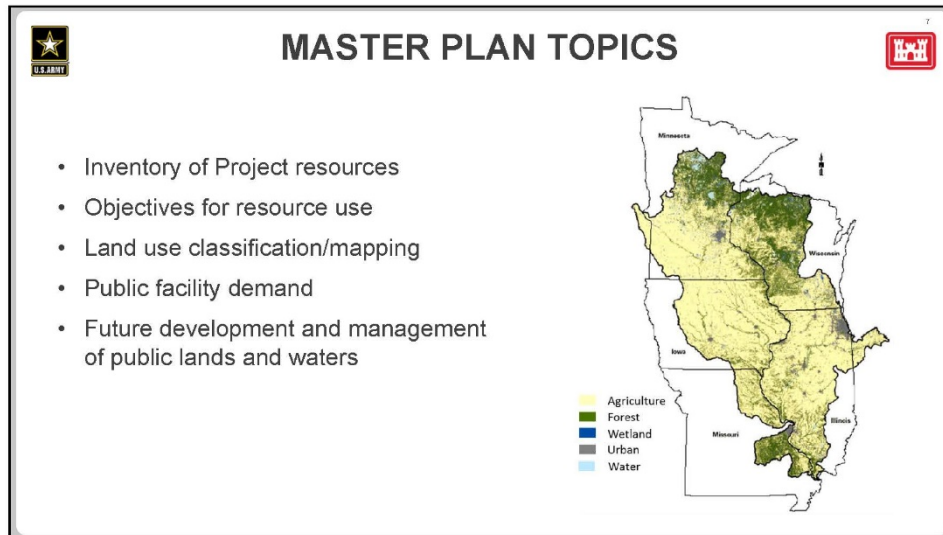 7
MASTER PLAN TOPICS
U.S.ARMY
• Inventory of Project resources
• Objectives for resource use
• Land use classification/mapping
• Public facility demand
• Future development and management
of public lands and waters
Minnesota
Wisconsin
Iowa
Illinois
Missouri
Agriculture
Forest
Wetland
Urban
Water